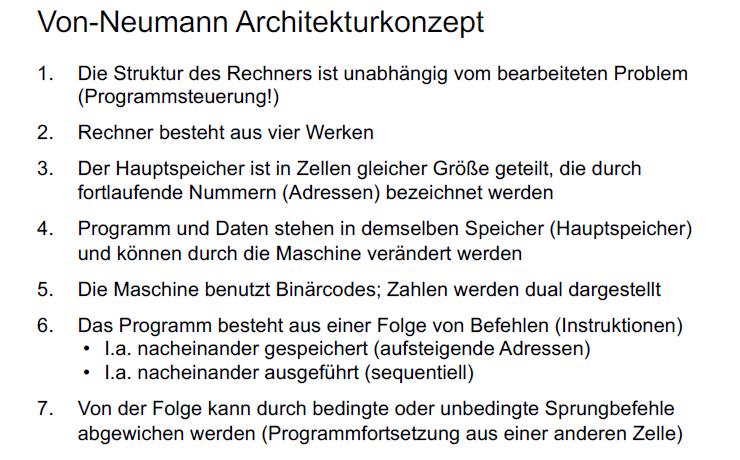 Von-Neumann Architekturkonzept
1. Die Struktur des Rechners ist unabhängig vom bearbeiteten Problem
(Programmsteuerung!)
2. Rechner besteht aus vier Werken
3. Der Hauptspeicher ist in Zellen gleicher Größe geteilt, die durch
fortlaufende Nummern (Adressen) bezeichnet werden
4. Programm und Daten stehen in demselben Speicher (Hauptspeicher)
und können durch die Maschine verändert werden
5. Die Maschine benutzt Binärcodes; Zahlen werden dual dargestellt
6. Das Programm besteht aus einer Folge von Befehlen (Instruktionen)
• I.a. nacheinander gespeichert (aufsteigende Adressen)
• I.a. nacheinander ausgeführt (sequentiell)
7. Von der Folge kann durch bedingte oder unbedingte Sprungbefehle
abgewichen werden (Programmfortsetzung aus einer anderen Zelle)